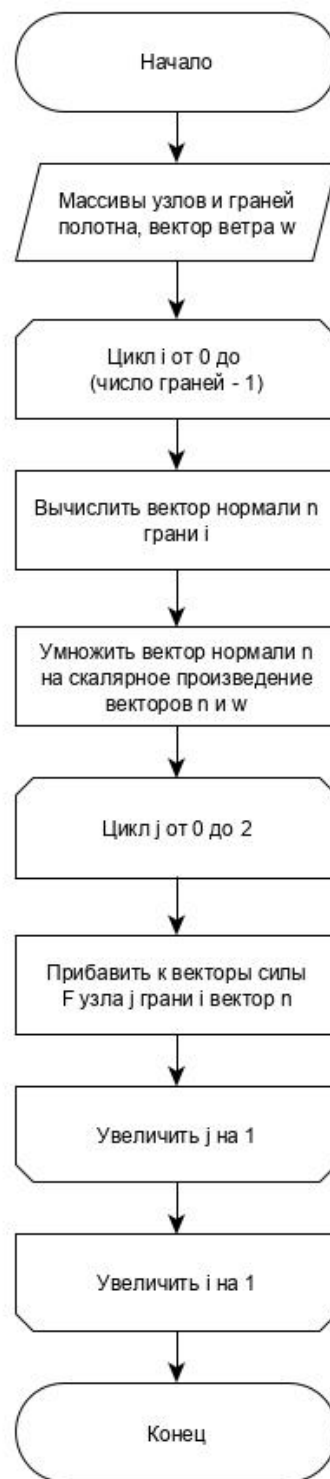 Начало
Массивы узлов и граней
полотна, вектор ветра w
Цикл i от 0 до
(число граней - 1)
Вычислить вектор нормали n
грани i
Умножить вектор нормали n
на скалярное произведение
векторов n и w
Цикл j от 0 до 2
Прибавить к векторы силы
F узла j грани i вектор n
Увеличить j на 1
Увеличить i на 1
Конец